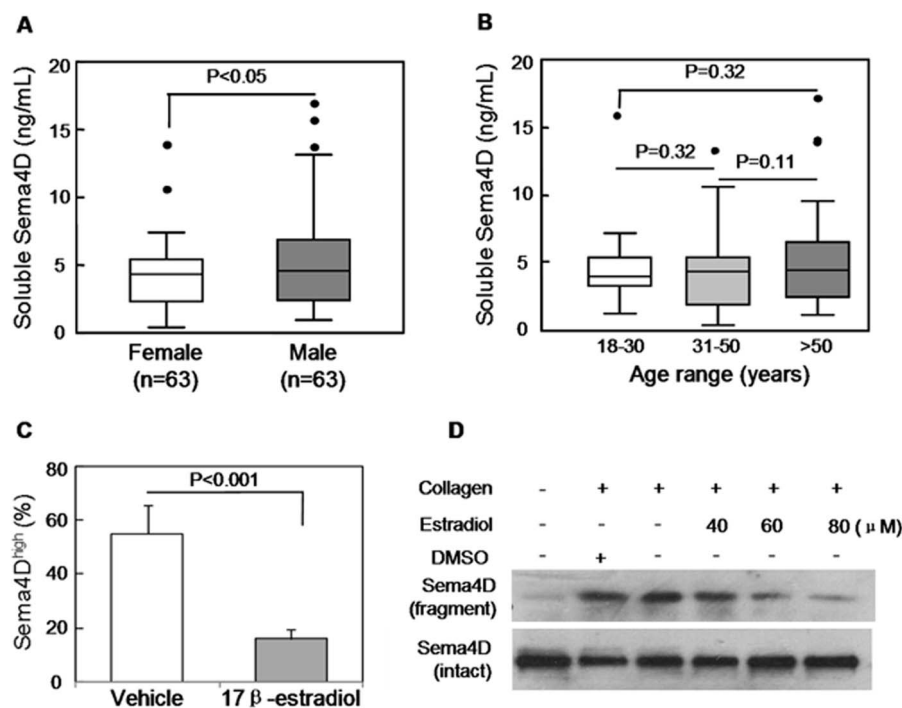 A
Soluble Sema4D (ng/mL)
20
15
10
5
0
P<0.05
Female
(n=63)
Male
(n=63)
B
Soluble Sema4D (ng/mL)
20
15
10
5
0
P=0.32
P=0.32
P=0.11
18-30 31-50 >50
Age range (years)
C
Sema4Dhigh (%)
80
60
40
20
0
P<0.001
Vehicle 17 β-estradiol
D
Collagen - + + + + +
Estradiol - - - 40 60 80 (μM)
DMSO - + - - - -
Sema4D
(fragment)
Sema4D
(intact)